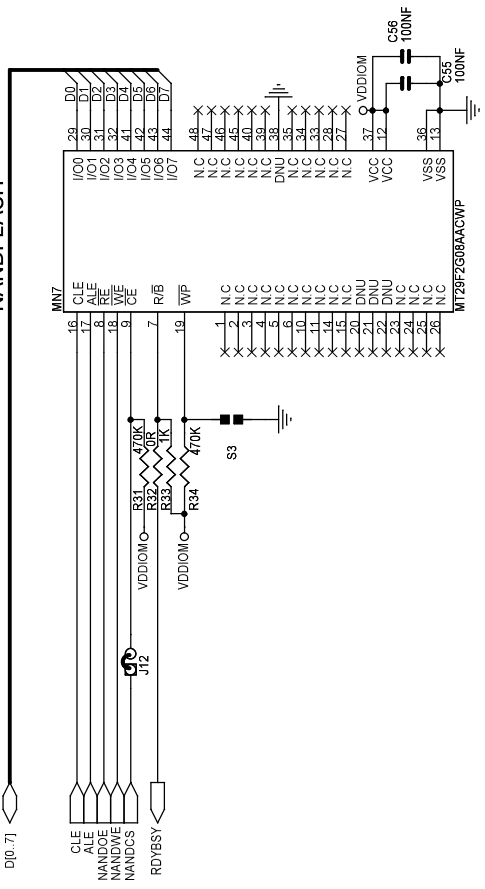 NANDFLASH
D[0..7]
CLE
ALE
NANDOE
NANDWE
NANDCS
RDYBSY
J12
VDDIOM
VDDIOM
R31
R32
R33
R34
470K
0R
1K
470K
S3
MN7
16 CLE
17 ALE
8 RE
18 WE
9 CE
7 R/B
19 WP
1 N.C
2 N.C
3 N.C
4 N.C
5 N.C
6 N.C
10 N.C
11 N.C
14 N.C
15 N.C
20 DNU
21 DNU
22 DNU
23 N.C
24 N.C
25 N.C
26 N.C
MT29F2G08AACWP
I/O0 29 D0
I/O1 30 D1
I/O2 31 D2
I/O3 32 D3
I/O4 41 D4
I/O5 42 D5
I/O6 43 D6
I/O7 44 D7
N.C 48
N.C 47
N.C 46
N.C 45
N.C 40
N.C 39
DNU 38
N.C 35
N.C 34
N.C 33
N.C 28
N.C 27
VCC 37
VCC 12
VSS 36
VSS 13
VDDIOM
C56
100NF
C55
100NF